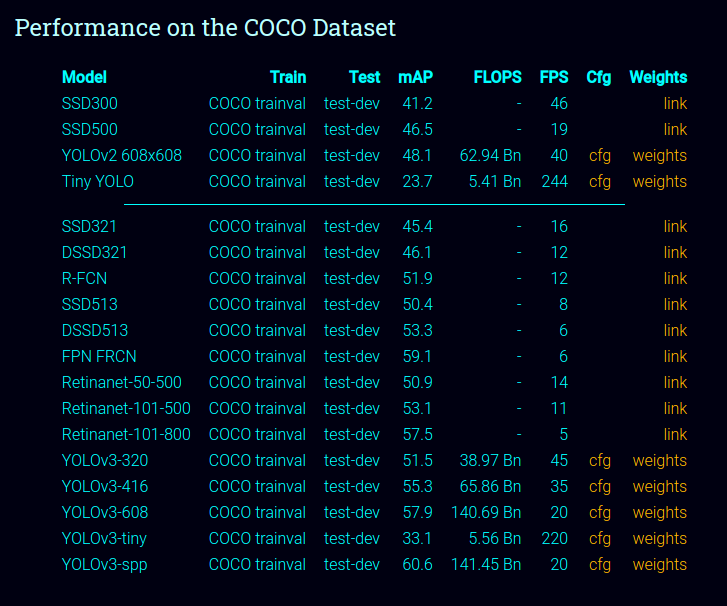 Performance on the COCO Dataset
Model Train Test mAP FLOPS FPS Cfg Weights
SSD300 COCO trainval test-dev 41.2 - 46 link
SSD500 COCO trainval test-dev 46.5 - 19 link
YOLOv2 608x608 COCO trainval test-dev 48.1 62.94 Bn 40 cfg weights
Tiny YOLO COCO trainval test-dev 23.7 5.41 Bn 244 cfg weights
SSD321 COCO trainval test-dev 45.4 - 16 link
DSSD321 COCO trainval test-dev 46.1 - 12 link
R-FCN COCO trainval test-dev 51.9 - 12 link
SSD513 COCO trainval test-dev 50.4 - 8 link
DSSD513 COCO trainval test-dev 53.3 - 6 link
FPN FRCN COCO trainval test-dev 59.1 - 6 link
Retinanet-50-500 COCO trainval test-dev 50.9 - 14 link
Retinanet-101-500 COCO trainval test-dev 53.1 - 11 link
Retinanet-101-800 COCO trainval test-dev 57.5 - 5 link
YOLOv3-320 COCO trainval test-dev 51.5 38.97 Bn 45 cfg weights
YOLOv3-416 COCO trainval test-dev 55.3 65.86 Bn 35 cfg weights
YOLOv3-608 COCO trainval test-dev 57.9 140.69 Bn 20 cfg weights
YOLOv3-tiny COCO trainval test-dev 33.1 5.56 Bn 220 cfg weights
YOLOv3-spp COCO trainval test-dev 60.6 141.45 Bn 20 cfg weights